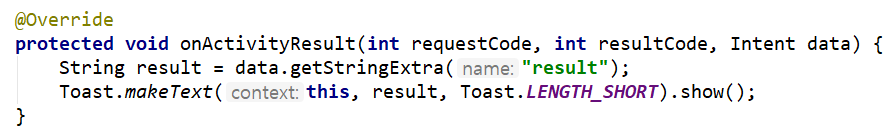 @Override
protected void onActivityResult(int requestCode, int resultCode, Intent data) {
    String result = data.getStringExtra( name: "result");
    Toast.makeText( context: this, result, Toast.LENGTH_SHORT).show();
}